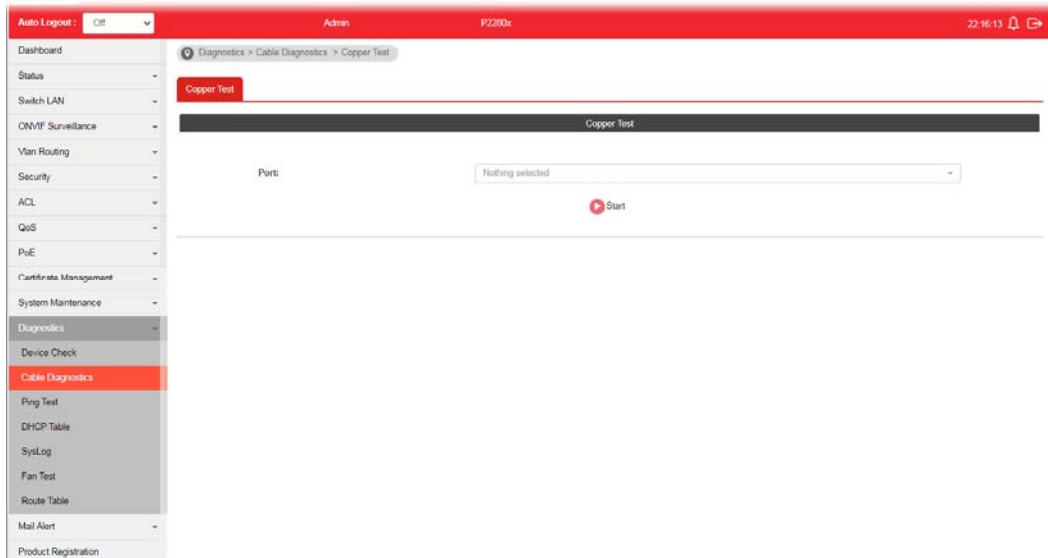 Auto Logout : Off Admin P2280x 22:16:13
Dashboard
Diagnostics > Cable Diagnostics > Copper Test
Status
Copper Test
Switch LAN
ONVIF Surveillance
Copper Test
Vlan Routing
Security
Port: Nothing selected
ACL
Start
QoS
PoE
Certificate Management
System Maintenance
Diagnostics
Device Check
Cable Diagnostics
Ping Test
DHCP Table
SysLog
Fan Test
Route Table
Mail Alert
Product Registration